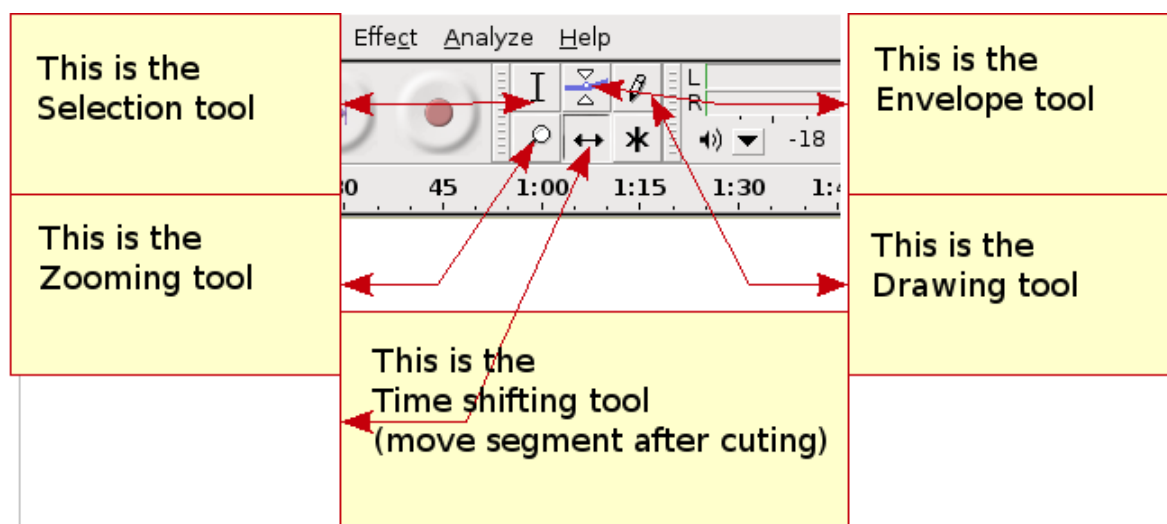 This is the
Selection tool
Effect Analyze Help
This is the
Envelope tool
L
R
-18
45 1:00 1:15 1:30
This is the
Zooming tool
This is the
Drawing tool
This is the
Time shifting tool
(move segment after cuting)